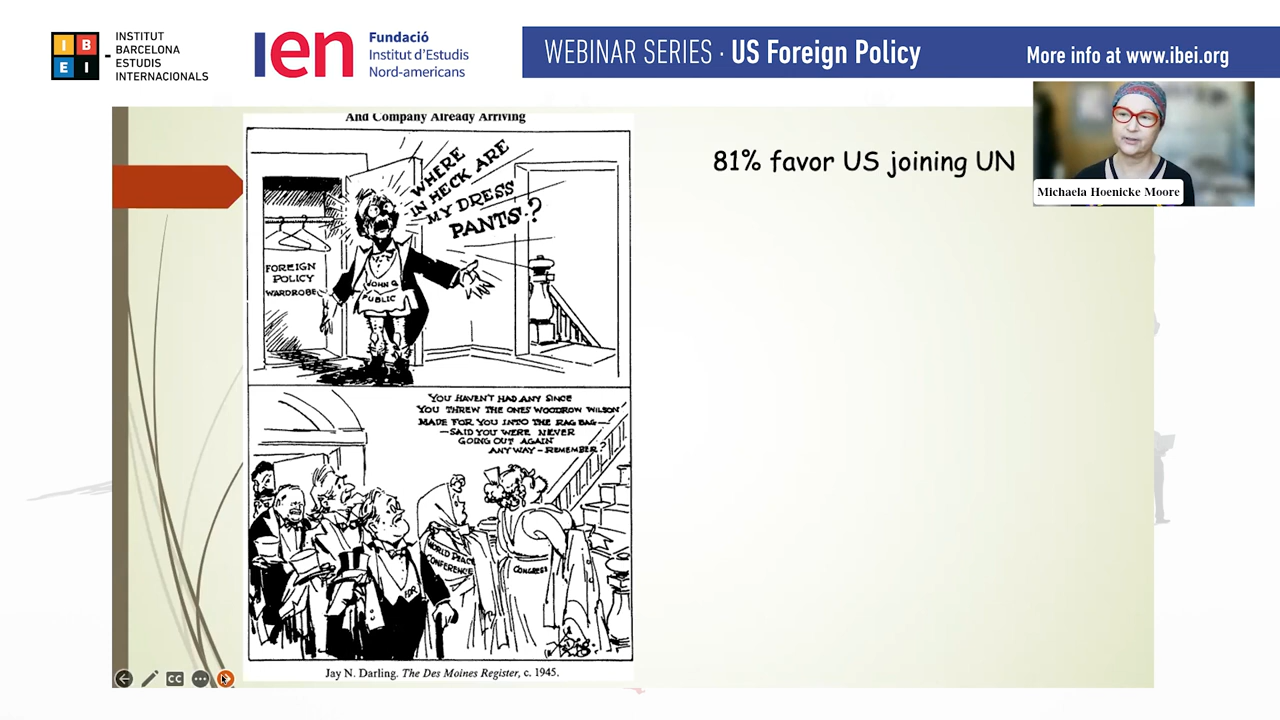 INSTITUT
BARCELONA
ESTUDIS
INTERNACIONALS
I B
E I
ien
Fundació
Institut d'Estudis
Nord-americans
WEBINAR SERIES · US Foreign Policy
More info at www.ibei.org
And Company Already Arriving
WHERE
IN HECK ARE
MY DRESS
PANTS?
FOREIGN
POLICY
WARDROBE
JOHN Q.
PUBLIC
81% favor US joining UN
Michaela Hoenicke Moore
YOU HAVEN'T HAD ANY SINCE
YOU THREW THE ONES WOODROW WILSON
MADE FOR YOU INTO THE RAG BAG—
—SAID YOU WERE NEVER
GOING OUT AGAIN
ANYWAY—REMEMBER?
WORLD PEACE
CONFERENCE
CONGRESS
FDR
Jay N. Darling. The Des Moines Register, c. 1945.
CC